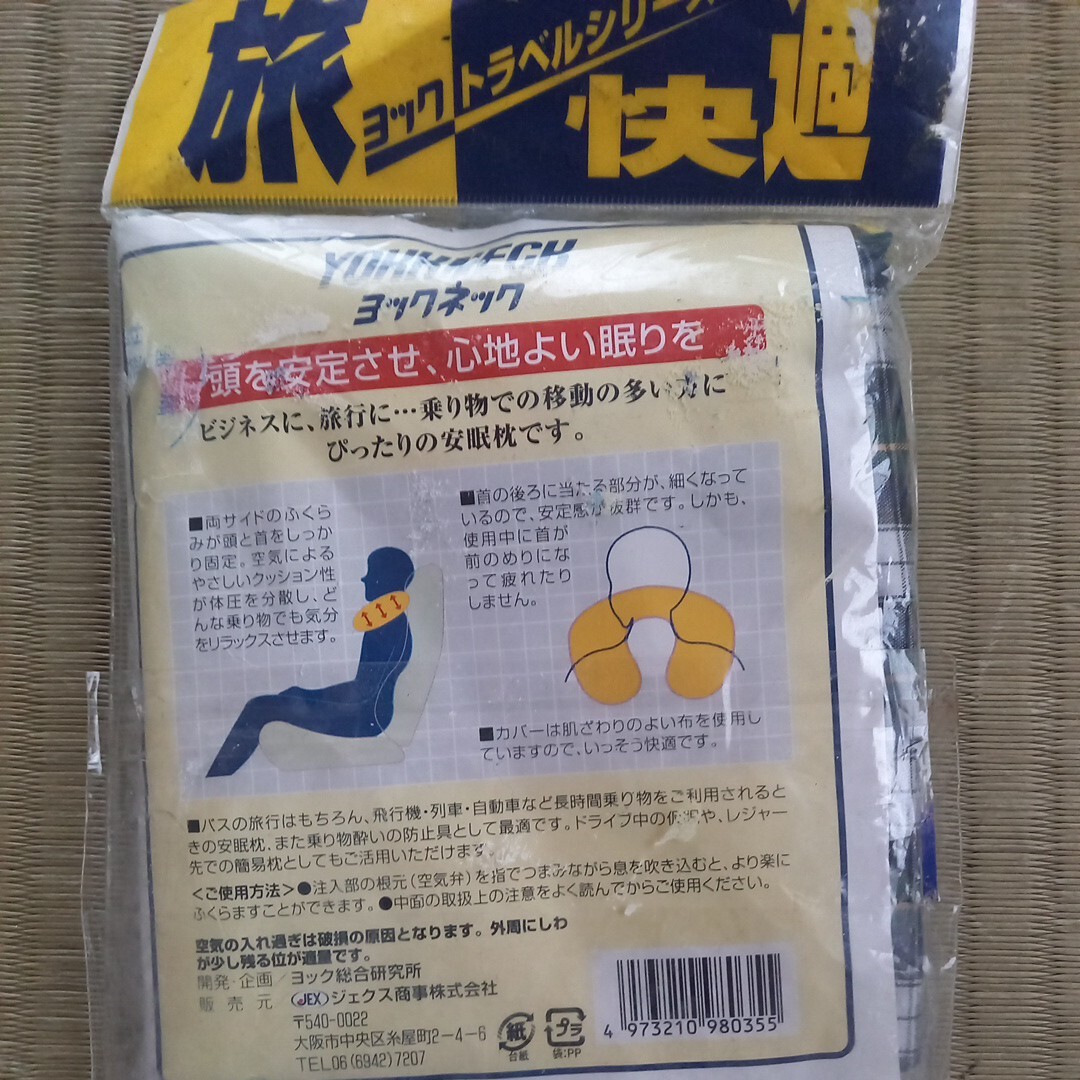 旅
ヨックトラベルシリーズ
快適
ヨックネック
頭を安定させ、心地よい眠りを
ビジネスに、旅行に…乗り物での移動の多い方に
ぴったりの安眠枕です。
■両サイドのふくら
みが頭と首をしっか
り固定。空気による
やさしいクッション性
が体圧を分散し、ど
んな乗り物でも気分
をリラックスさせます。
■首の後ろに当たる部分が、細くなって
いるので、安定感が抜群です。しかも、
使用中に首が
前のめりにな
って疲れたり
しません。
■カバーは肌ざわりのよい布を使用し
ていますので、いっそう快適です。
■バスの旅行はもちろん、飛行機・列車・自動車など長時間乗り物をご利用されると
きの安眠枕、また乗り物酔いの防止具として最適です。ドライブ中の仮眠や、レジャー
先での簡易枕としてもご活用いただけます。
<ご使用方法>●注入部の根元(空気弁)を指でつまみながら息を吹き込むと、より楽に
ふくらますことができます。●中面の取扱上の注意をよく読んでからご使用ください。
空気の入れ過ぎは破損の原因となります。外周にしわ
が少し残る位が適量です。
開発・企画/ヨック総合研究所
販売元 JEX ジェクス商事株式会社
〒540-0022
大阪市中央区糸屋町2-4-6
TEL06(6942)7207
紙
台紙
プラ
袋:PP
4 973210 980355